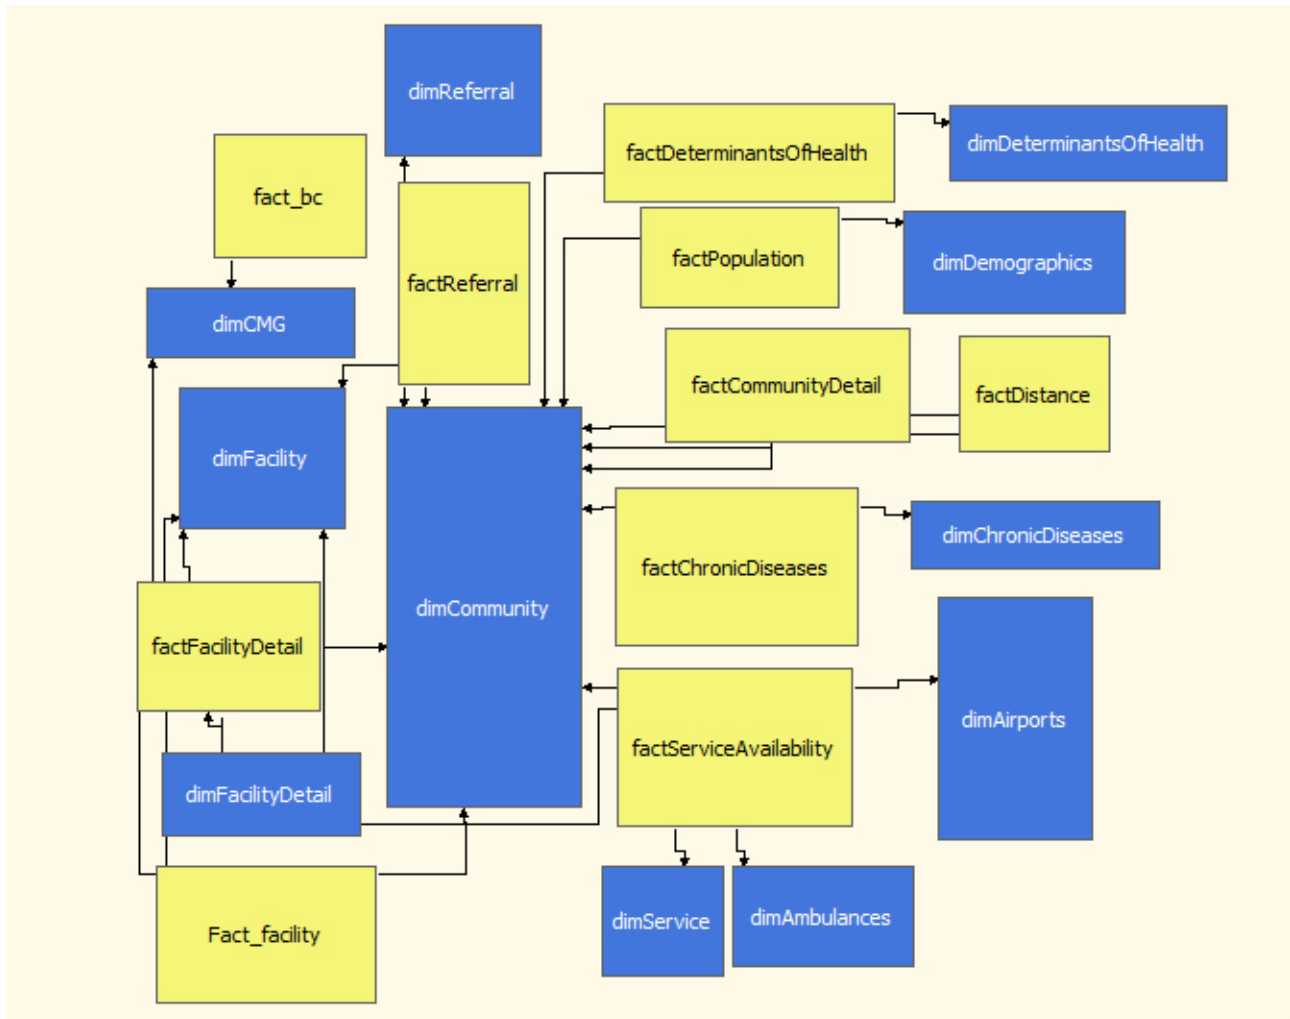 dimReferral
factDeterminantsOfHealth
dimDeterminantsOfHealth
fact_bc
factPopulation
dimDemographics
factReferral
dimCMG
factCommunityDetail
factDistance
dimFacility
dimChronicDiseases
factChronicDiseases
dimCommunity
factFacilityDetail
dimAirports
factServiceAvailability
dimFacilityDetail
dimService
dimAmbulances
Fact_facility